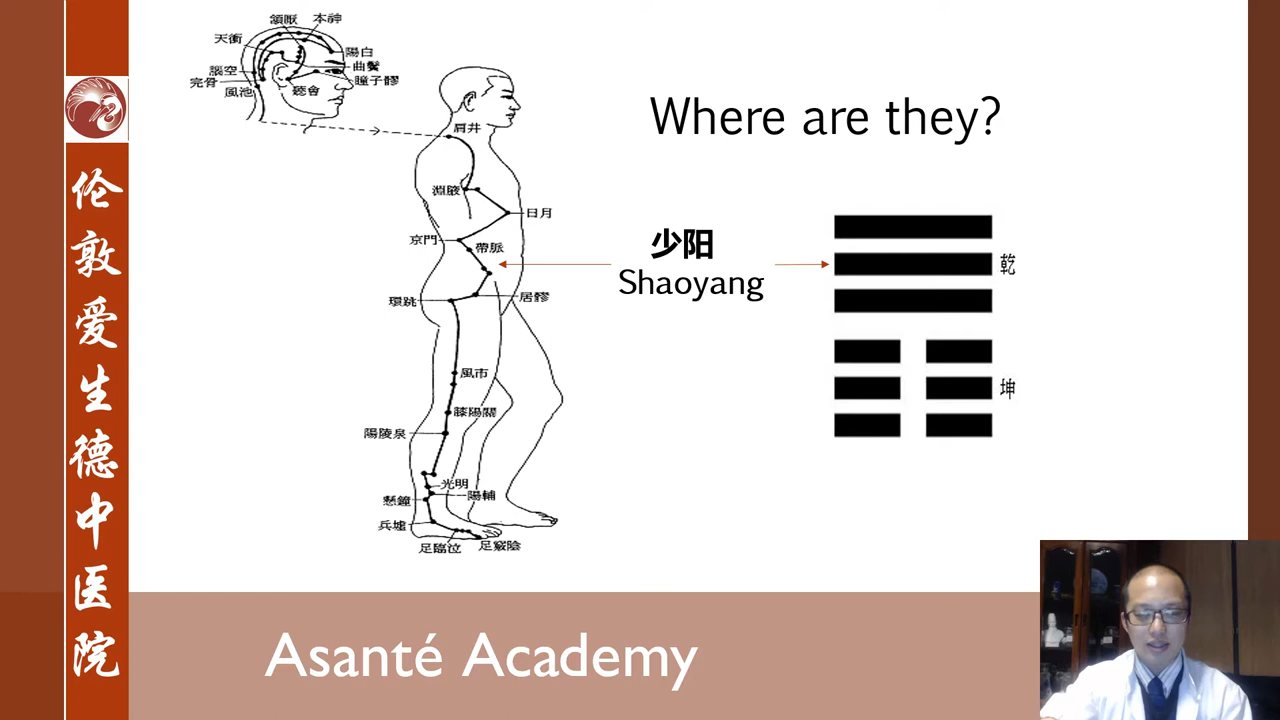 伦敦爱生德中医院
頷厭
本神
天衝
陽白
曲鬢
腦空
瞳子髎
完骨
聽會
風池
肩井
淵腋
日月
京門
帶脈
環跳
居髎
風市
膝陽關
陽陵泉
光明
陽輔
懸鐘
兵墟
足臨泣
足竅陰
Where are they?
少阳
Shaoyang
乾
坤
Asanté Academy